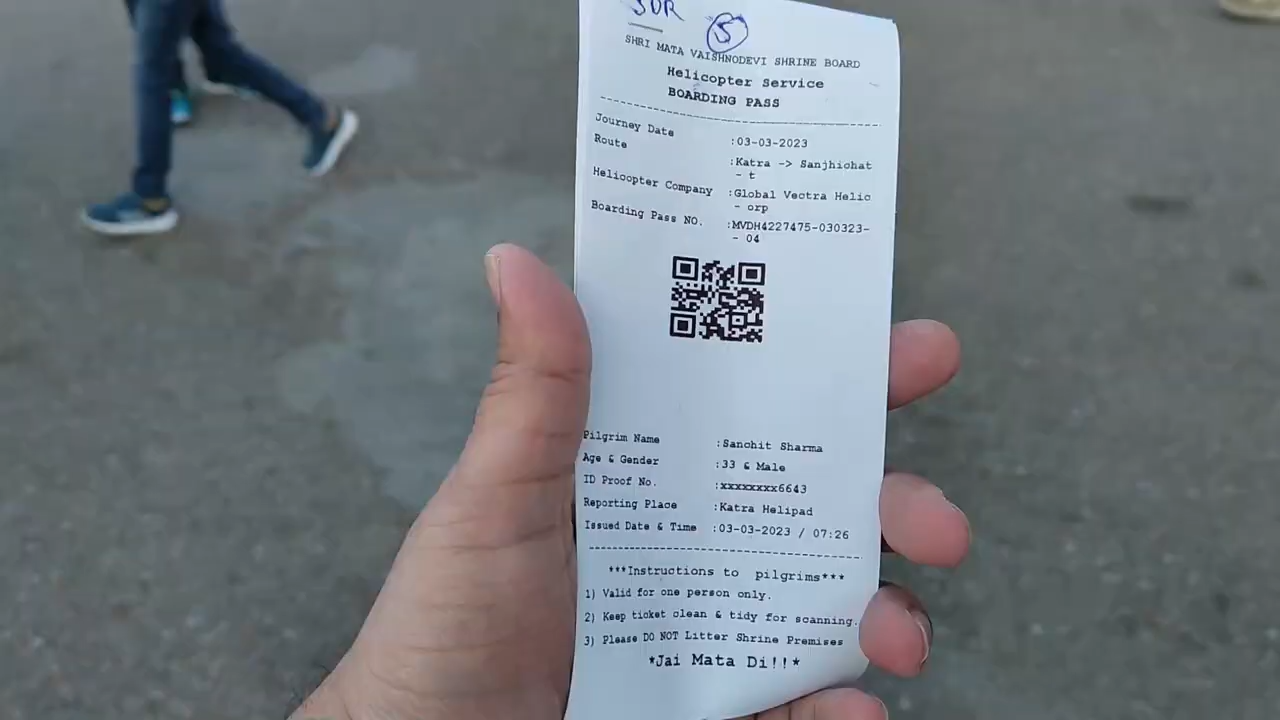 SDR
5
SHRI MATA VAISHNODEVI SHRINE BOARD
Helicopter Service
BOARDING PASS
Journey Date :03-03-2023
Route :Katra -> Sanjhichat
- t
Helicopter Company :Global Vectra Helic
- orp
Boarding Pass NO. :MVDH4227475-030323-
- 04
Pilgrim Name :Sanchit Sharma
Age & Gender :33 & Male
ID Proof No. :xxxxxxxx6643
Reporting Place :Katra Helipad
Issued Date & Time :03-03-2023 / 07:26
***Instructions to pilgrims***
1) Valid for one person only.
2) Keep ticket clean & tidy for scanning.
3) Please DO NOT Litter Shrine Premises
*Jai Mata Di!!*